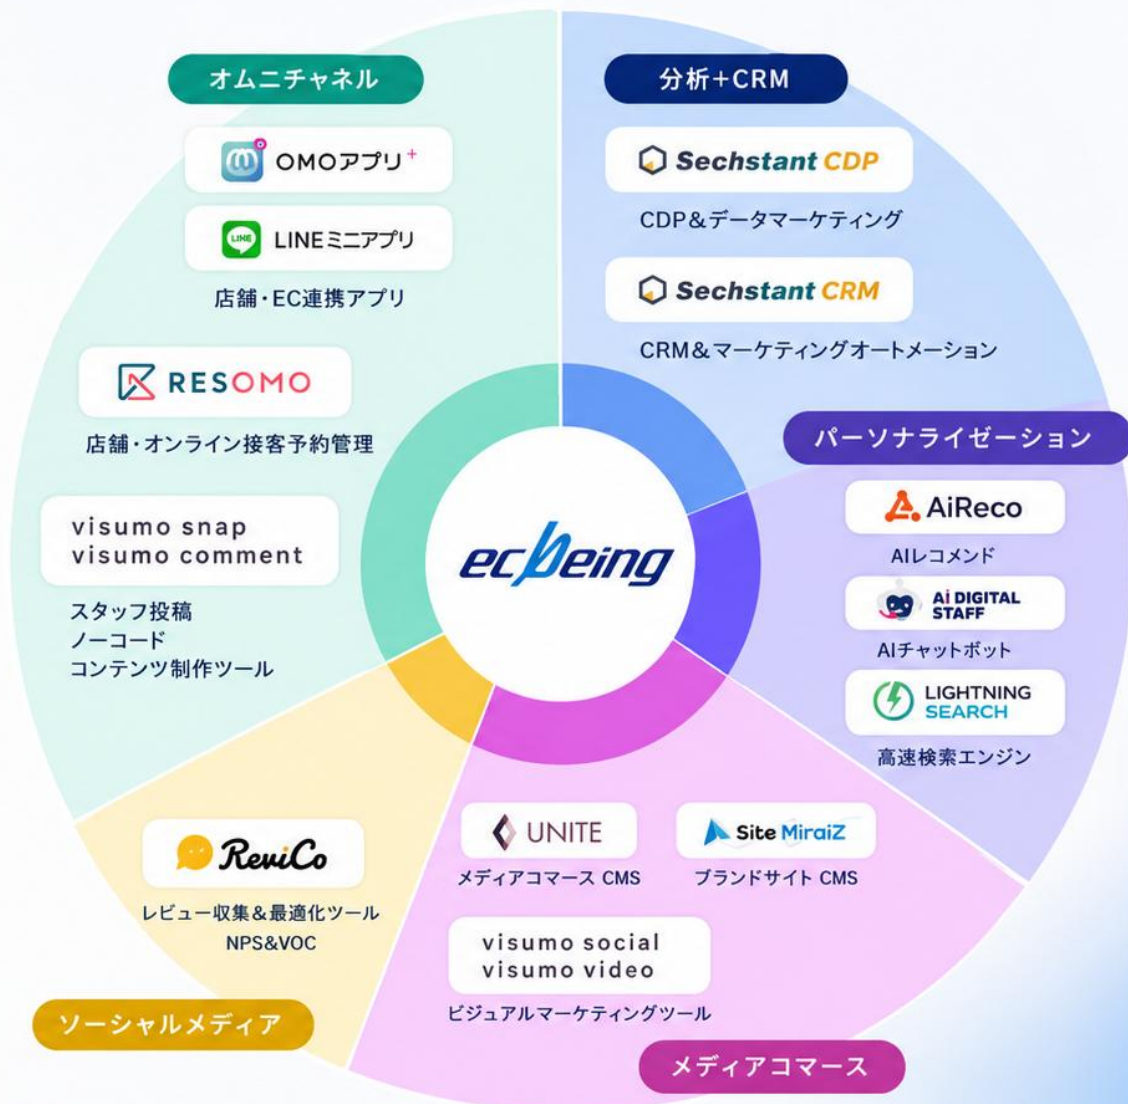 オムニチャネル
OMOアプリ+
LINE
LINEミニアプリ
店舗・EC連携アプリ
RESOMO
店舗・オンライン接客予約管理
visumo snap
visumo comment
スタッフ投稿
ノーコード
コンテンツ制作ツール
分析+CRM
Sechstant CDP
CDP&データマーケティング
Sechstant CRM
CRM&マーケティングオートメーション
パーソナライゼーション
AiReco
AIレコメンド
Ai DIGITAL
STAFF
AIチャットボット
LIGHTNING
SEARCH
高速検索エンジン
ecbeing
ReviCo
レビュー収集&最適化ツール
NPS&VOC
ソーシャルメディア
UNITE
メディアコマース CMS
Site MiraiZ
ブランドサイト CMS
visumo social
visumo video
ビジュアルマーケティングツール
メディアコマース